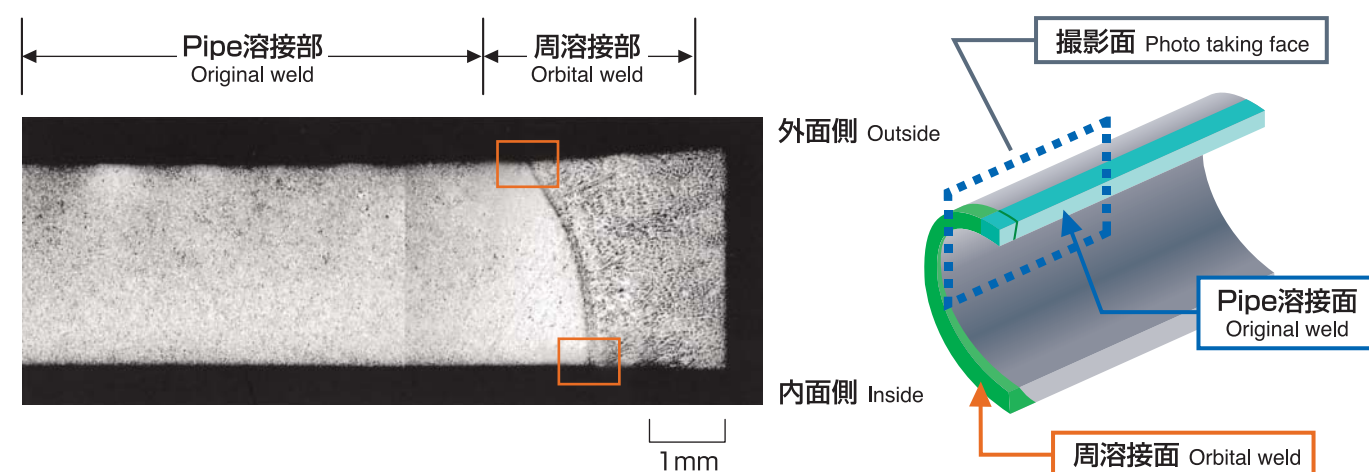 Pipe溶接部
Original weld
周溶接部
Orbital weld
撮影面 Photo taking face
外面側 Outside
Pipe溶接面
Original weld
内面側 Inside
1mm
周溶接面 Orbital weld